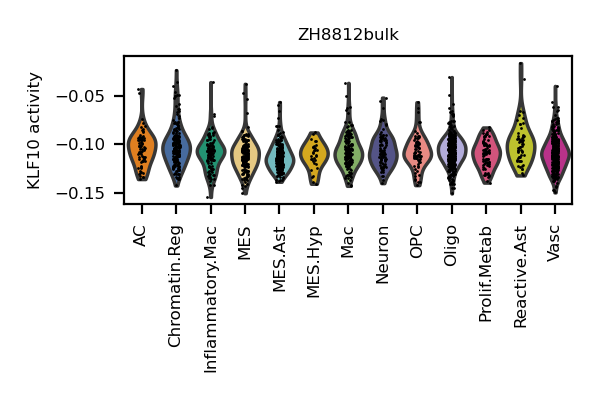 ZH8812bulk
KLF10 activity
−0.05
−0.10
−0.15
AC
Chromatin.Reg
Inflammatory.Mac
MES
MES.Ast
MES.Hyp
Mac
Neuron
OPC
Oligo
Prolif.Metab
Reactive.Ast
Vasc